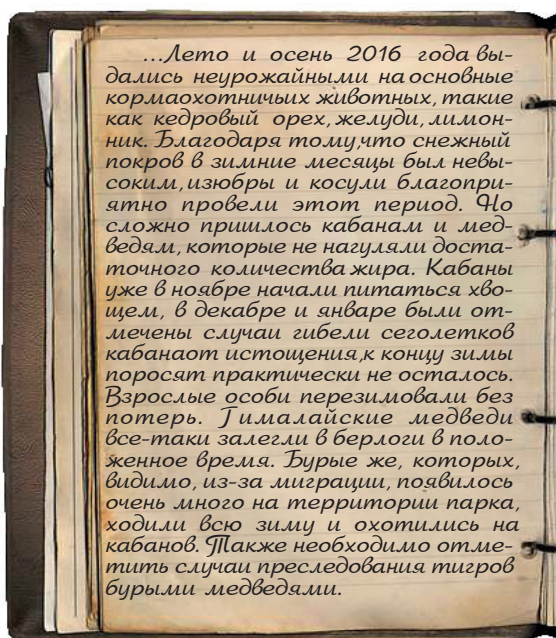 ...Лето и осень 2016 года вы-
дались неурожайными на основные
кормаохотничьих животных, такие
как кедровый орех, желуди, лимон-
ник. Благодаря тому,что снежный
покров в зимние месяцы был невы-
соким, изюбры и косули благопри-
ятно провели этот период. Но
сложно пришлось кабанам и мед-
ведям, которые не нагуляли доста-
точного количества жира. Кабаны
уже в ноябре начали питаться хво-
щем, в декабре и январе были от-
мечены случаи гибели сеголетков
кабанаот истощения,к концу зимы
поросят практически не осталось.
Взрослые особи перезимовали без
потерь. Гималайские медведи
все-таки залегли в берлоги в поло-
женное время. Бурые же, которых,
видимо, из-за миграции, появилось
очень много на территории парка,
ходили всю зиму и охотились на
кабанов. Также необходимо отме-
тить случаи преследования тигров
бурыми медведями.